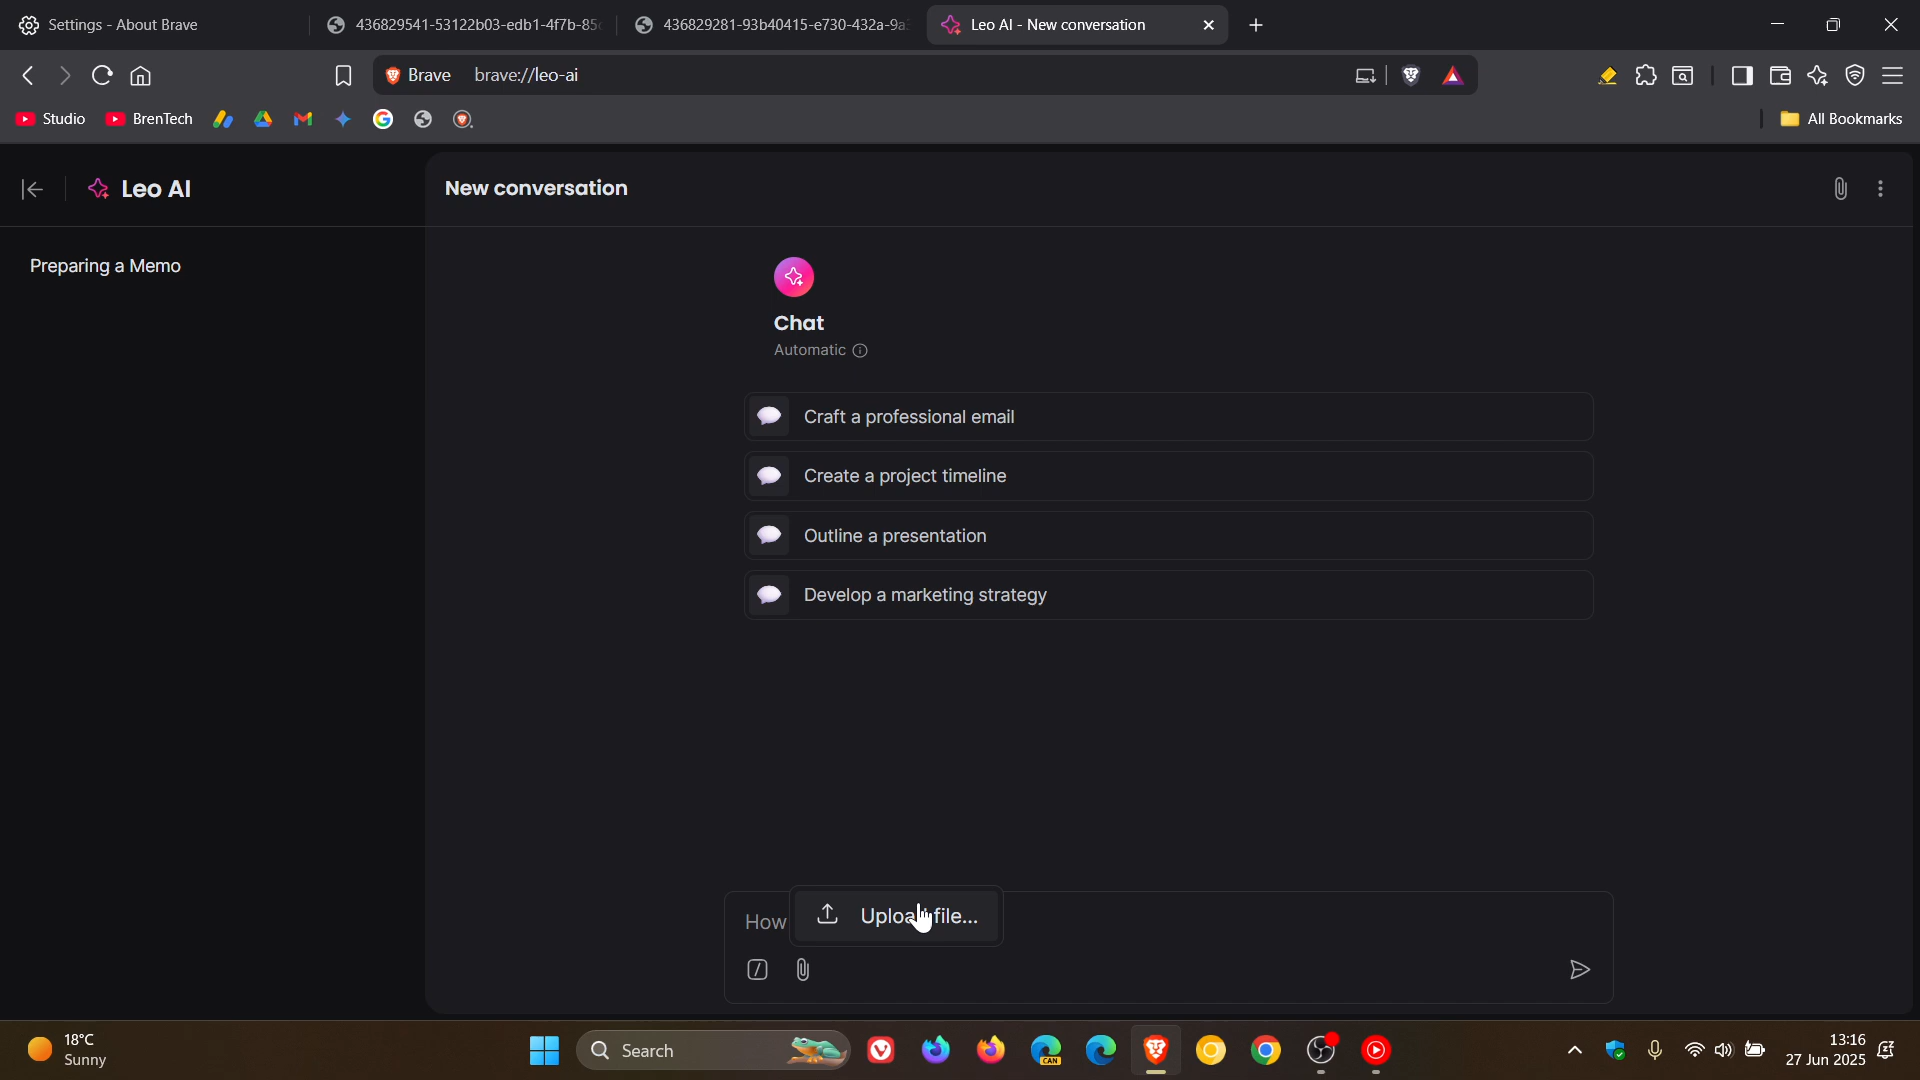 Settings - About Brave
436829541-53122b03-edb1-4f7b-85
436829281-93b40415-e730-432a-9a
Leo AI - New conversation
Brave
brave://leo-ai
Studio
BrenTech
All Bookmarks
Leo AI
New conversation
Preparing a Memo
Chat
Automatic
Craft a professional email
Create a project timeline
Outline a presentation
Develop a marketing strategy
How
Upload file...
18°C
Sunny
Search
CAN
13:16
27 Jun 2025